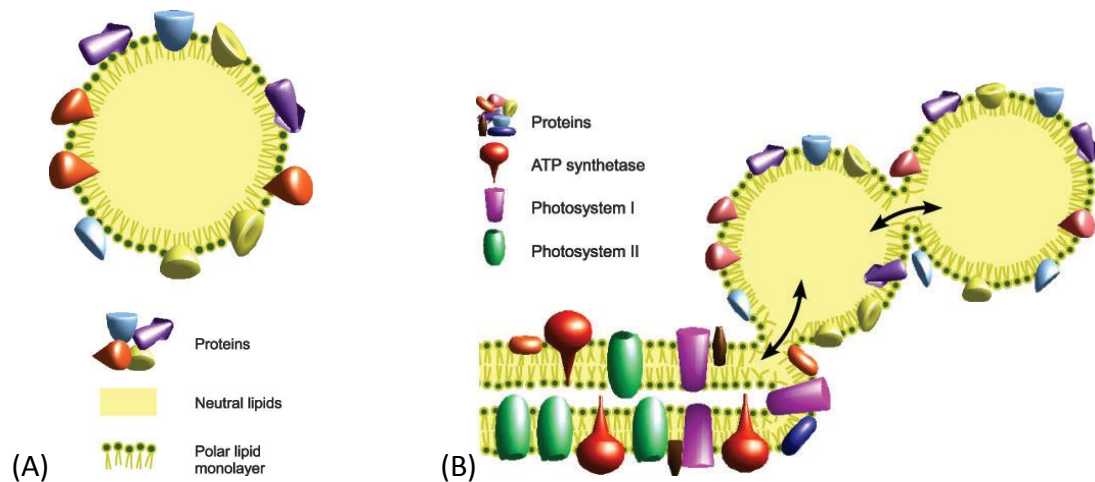 Proteins
Neutral lipids
Polar lipid
monolayer
(A)
Proteins
ATP synthetase
Photosystem I
Photosystem II
(B)